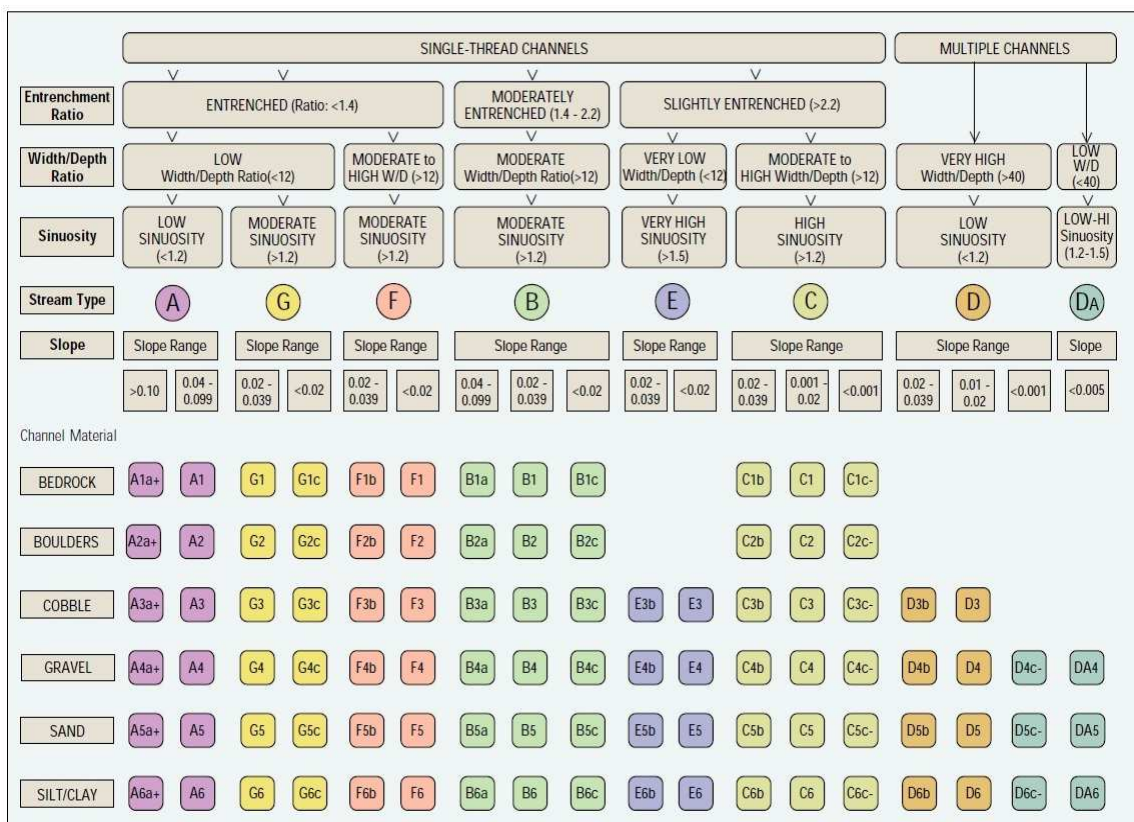 SINGLE-THREAD CHANNELS MULTIPLE CHANNELS
Entrenchment
Ratio
ENTRENCHED (Ratio: <1.4)
MODERATELY
ENTRENCHED (1.4 - 2.2)
SLIGHTLY ENTRENCHED (>2.2)
Width/Depth
Ratio
LOW
Width/Depth Ratio(<12)
MODERATE to
HIGH W/D (>12)
MODERATE
Width/Depth Ratio(>12)
VERY LOW
Width/Depth (<12)
MODERATE to
HIGH Width/Depth (>12)
VERY HIGH
Width/Depth (>40)
LOW
W/D
(<40)
Sinuosity
LOW
SINUOSITY
(<1.2)
MODERATE
SINUOSITY
(>1.2)
MODERATE
SINUOSITY
(>1.2)
MODERATE
SINUOSITY
(>1.2)
VERY HIGH
SINUOSITY
(>1.5)
HIGH
SINUOSITY
(>1.2)
LOW
SINUOSITY
(<1.2)
LOW-HI
Sinuosity
(1.2-1.5)
Stream Type A G F B E C D DA
Slope Slope Range Slope Range Slope Range Slope Range Slope Range Slope Range Slope Range Slope
>0.10
0.04 -
0.099
0.02 -
0.039
<0.02
0.02 -
0.039
<0.02
0.04 -
0.099
0.02 -
0.039
<0.02
0.02 -
0.039
<0.02
0.02 -
0.039
0.001 -
0.02
<0.001
0.02 -
0.039
0.01 -
0.02
<0.001
<0.005
Channel Material
BEDROCK A1a+ A1 G1 G1c F1b F1 B1a B1 B1c C1b C1 C1c-
BOULDERS A2a+ A2 G2 G2c F2b F2 B2a B2 B2c C2b C2 C2c-
COBBLE A3a+ A3 G3 G3c F3b F3 B3a B3 B3c E3b E3 C3b C3 C3c- D3b D3
GRAVEL A4a+ A4 G4 G4c F4b F4 B4a B4 B4c E4b E4 C4b C4 C4c- D4b D4 D4c- DA4
SAND A5a+ A5 G5 G5c F5b F5 B5a B5 B5c E5b E5 C5b C5 C5c- D5b D5 D5c- DA5
SILT/CLAY A6a+ A6 G6 G6c F6b F6 B6a B6 B6c E6b E6 C6b C6 C6c- D6b D6 D6c- DA6